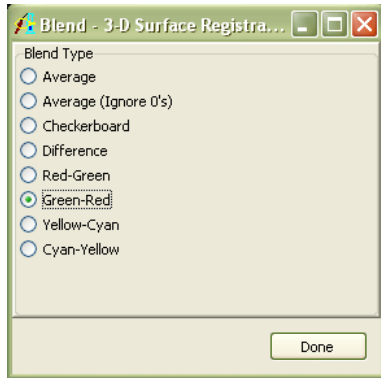 Blend - 3-D Surface Registra...
Blend Type
Average
Average (Ignore 0's)
Checkerboard
Difference
Red-Green
Green-Red
Yellow-Cyan
Cyan-Yellow
Done